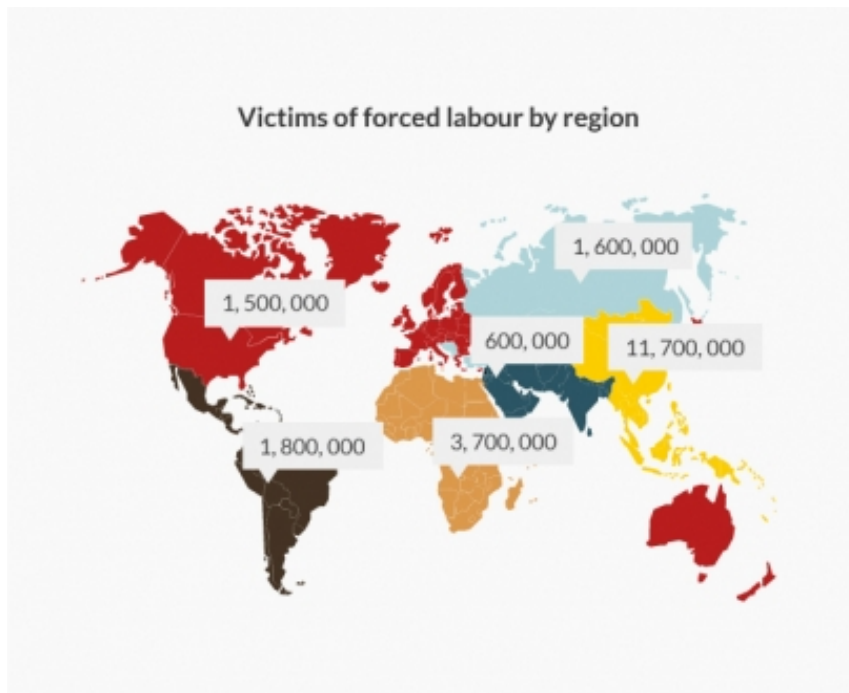 Victims of forced labour by region
1, 600, 000
1, 500, 000
600, 000
11, 700, 000
1, 800, 000
3, 700, 000